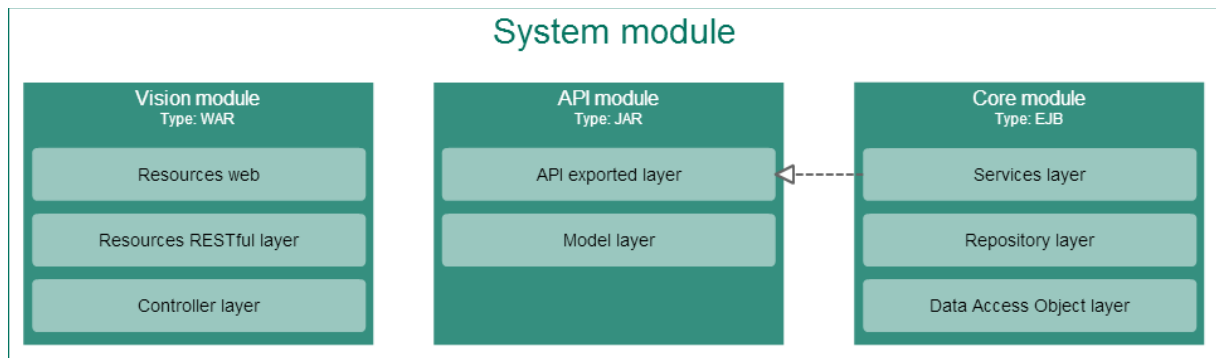 System module
Vision module
Type: WAR
Resources web
Resources RESTful layer
Controller layer
API module
Type: JAR
API exported layer
Model layer
Core module
Type: EJB
Services layer
Repository layer
Data Access Object layer